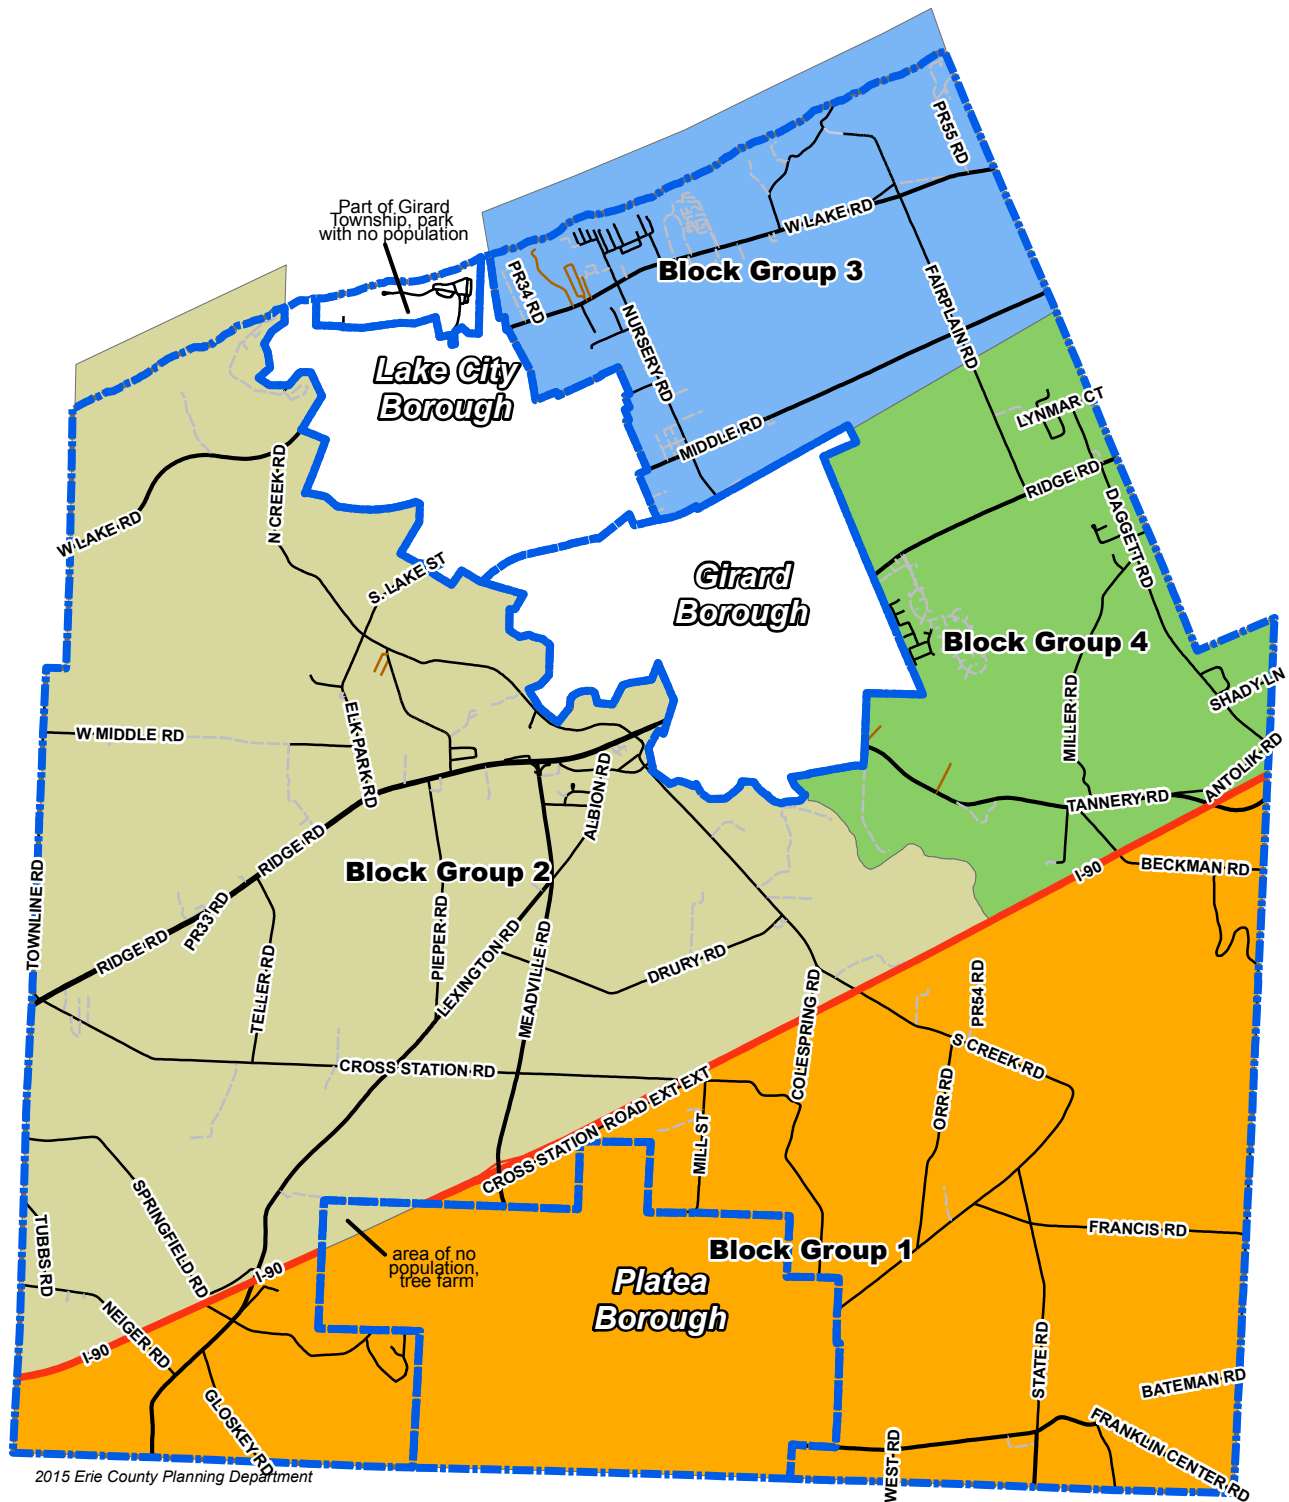 PR55 RD
Part of Girard
Township, park
with no population
W LAKE RD
PR34 RD
Block Group 3
FAIRPLAIN RD
NURSERY RD
Lake City
Borough
LYNMAR CT
MIDDLE RD
N CREEK RD
RIDGE RD
W LAKE RD
DAGGETT RD
S. LAKE ST
Girard
Borough
Block Group 4
SHADY LN
MILLER RD
ELK PARK RD
W MIDDLE RD
ANTOLIK RD
ALBION RD
TANNERY RD
RIDGE RD
Block Group 2
I-90
BECKMAN RD
TOWNLINE RD
PR33 RD
PIEPER RD
RIDGE RD
LEXINGTON RD
MEADVILLE RD
DRURY RD
TELLER RD
PR54 RD
COLESPRING RD
S CREEK RD
CROSS STATION RD
CROSS STATION ROAD EXT EXT
ORR RD
MILL ST
SPRINGFIELD RD
TUBBS RD
FRANCIS RD
Block Group 1
area of no
population,
tree farm
I-90
Platea
Borough
NEIGER RD
I-90
STATE RD
BATEMAN RD
GLOSKEY RD
FRANKLIN CENTER RD
WEST RD
2015 Erie County Planning Department